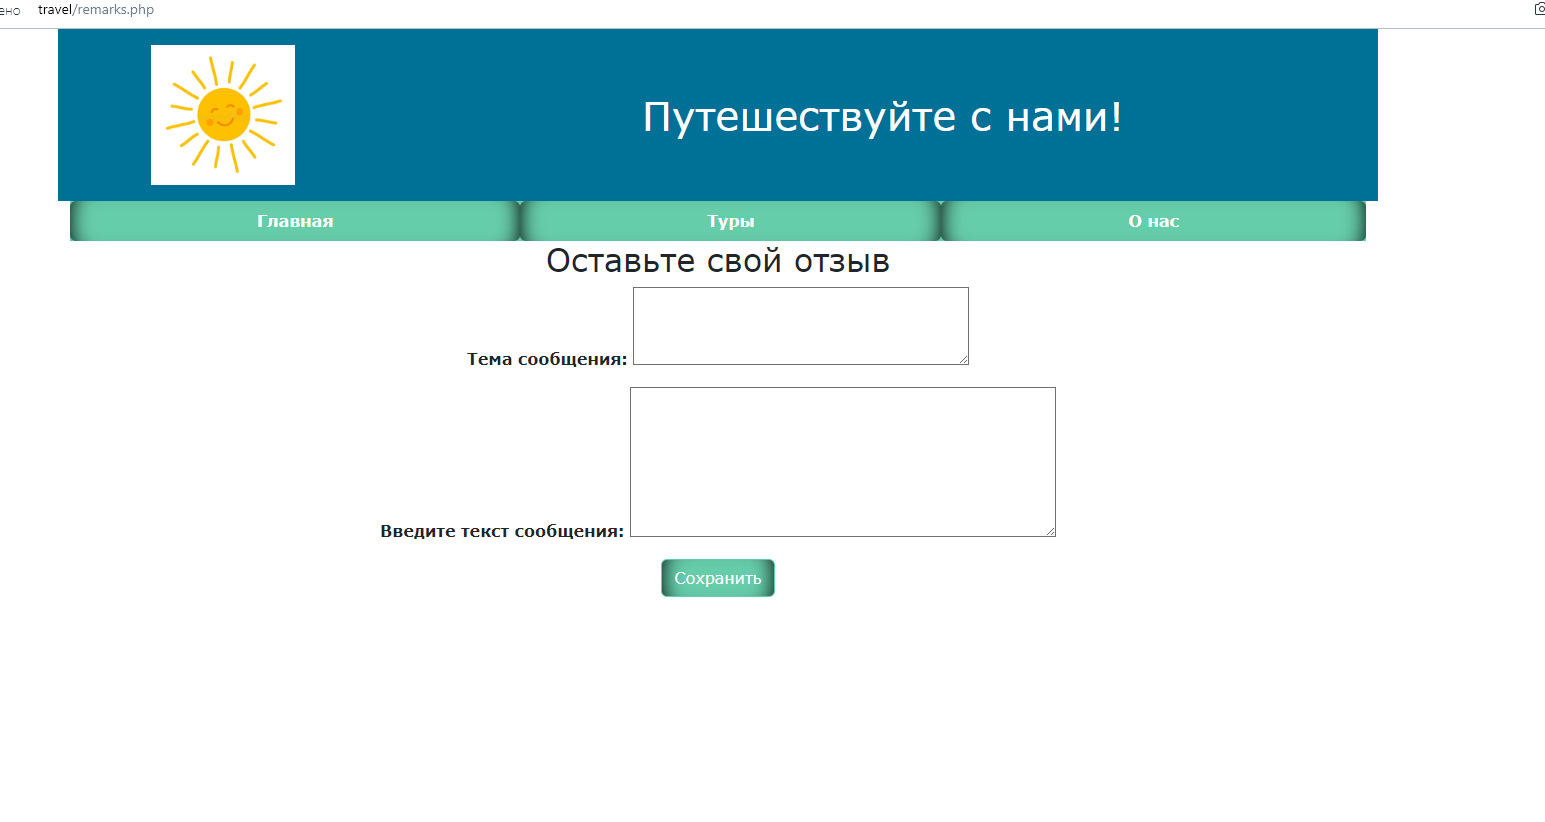 ено travel/remarks.php
Путешествуйте с нами!
Главная Туры О нас
Оставьте свой отзыв
Тема сообщения:
Введите текст сообщения:
Сохранить